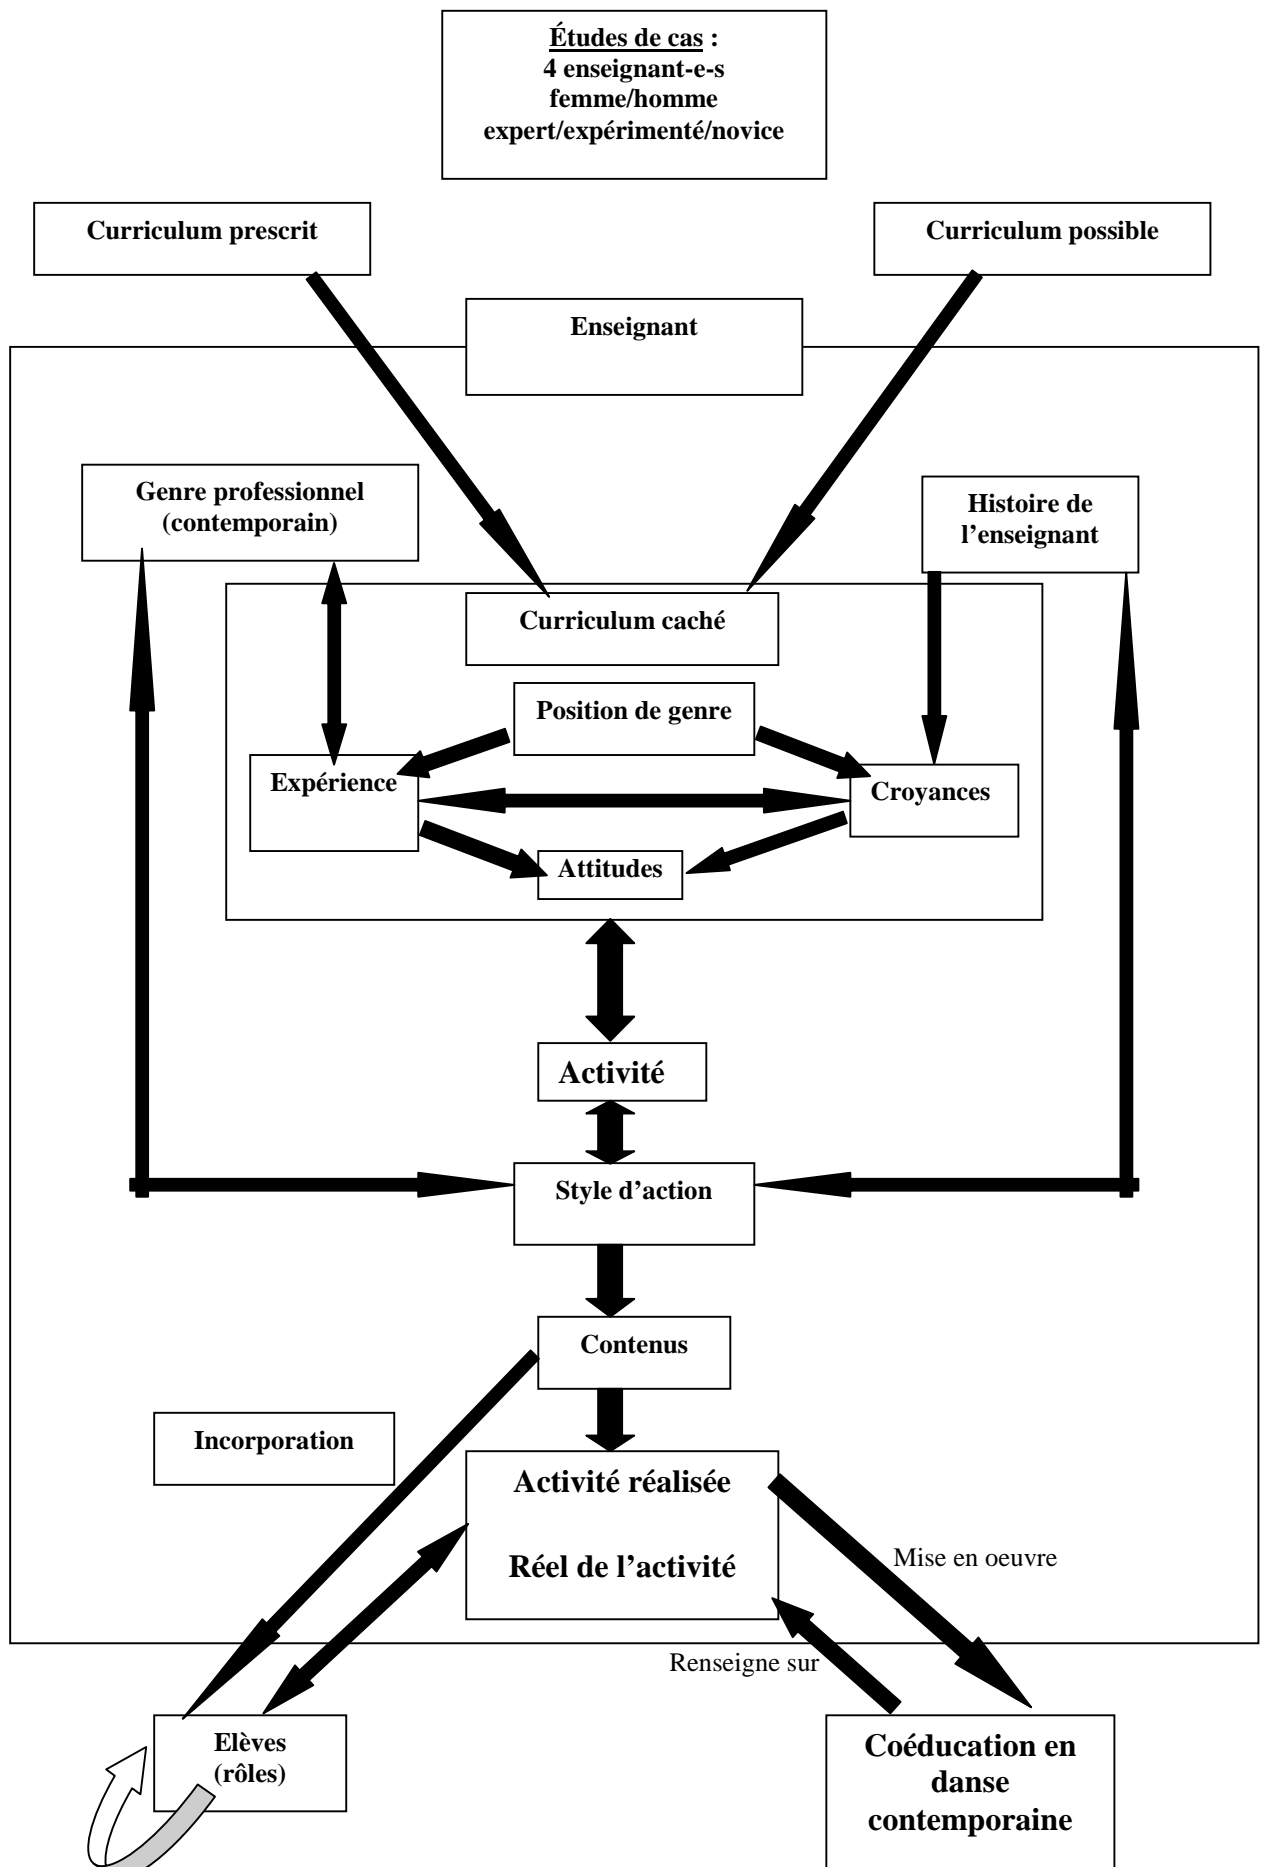 Études de cas :
4 enseignant-e-s
femme/homme
expert/expérimenté/novice
Curriculum prescrit
Curriculum possible
Enseignant
Genre professionnel
(contemporain)
Histoire de
l’enseignant
Curriculum caché
Position de genre
Expérience
Croyances
Attitudes
Activité
Style d’action
Contenus
Incorporation
Activité réalisée
Réel de l’activité
Mise en oeuvre
Renseigne sur
Elèves
(rôles)
Coéducation en
danse
contemporaine